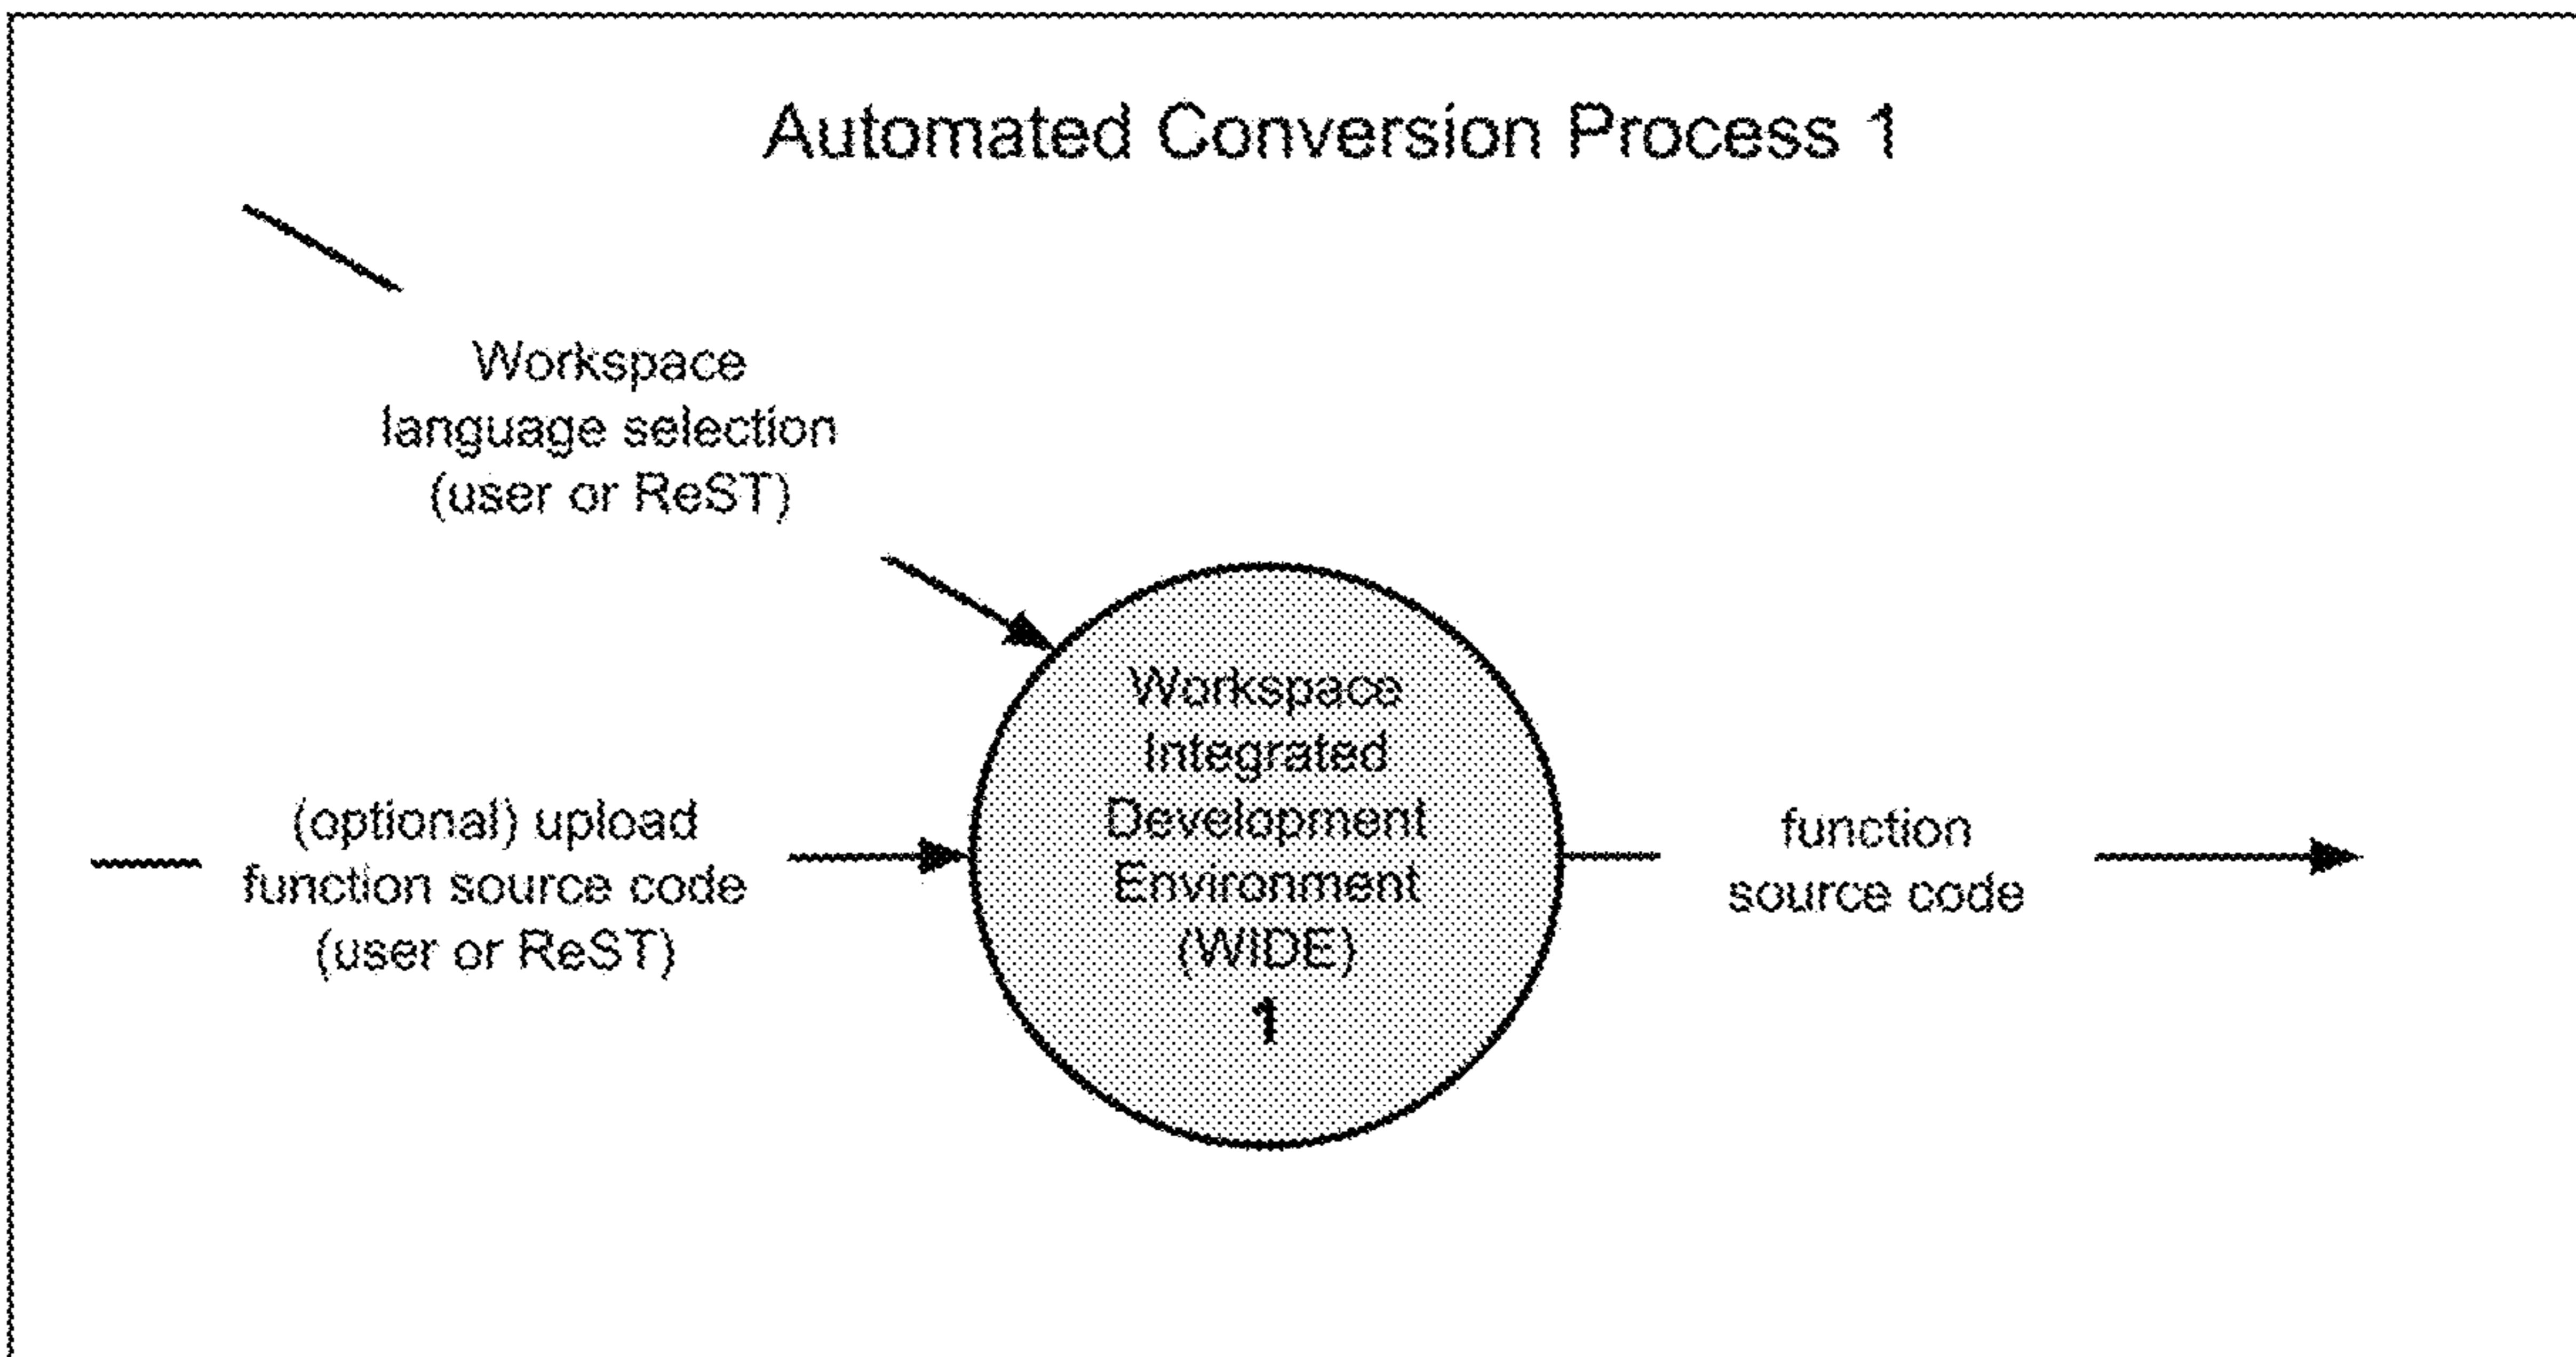 Automated Conversion Process 1
Workspace
language selection
(user or ReST)
(optional) upload
function source code
(user or ReST)
Workspace
Integrated
Development
Environment
(WIDE)
1
function
source code